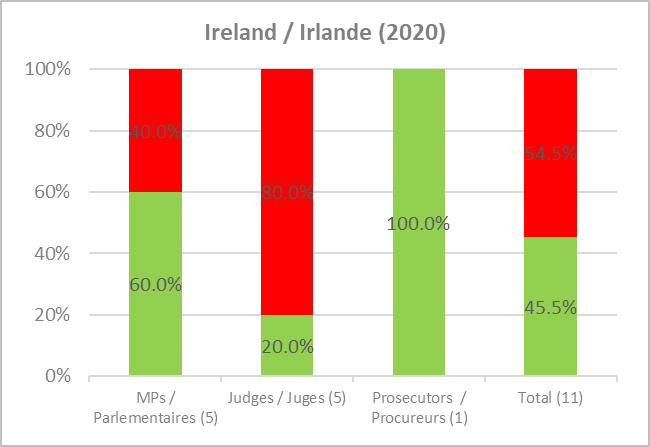 Ireland / Irlande (2020)
100%
80%
60%
40%
20%
0%
40.0%
80.0%
54.5%
60.0%
20.0%
100.0%
45.5%
MPs /
Parlementaires (5)
Judges / Juges (5)
Prosecutors /
Procureurs (1)
Total (11)